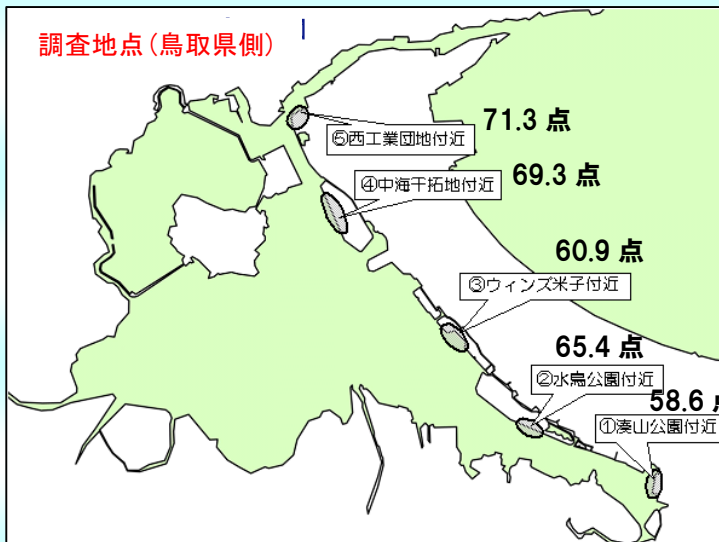 調査地点(鳥取県側)
71.3 点
⑤西工業団地付近
69.3 点
④中海干拓地付近
60.9 点
③ウィンズ米子付近
65.4 点
②水鳥公園付近
58.6 点
①湊山公園付近